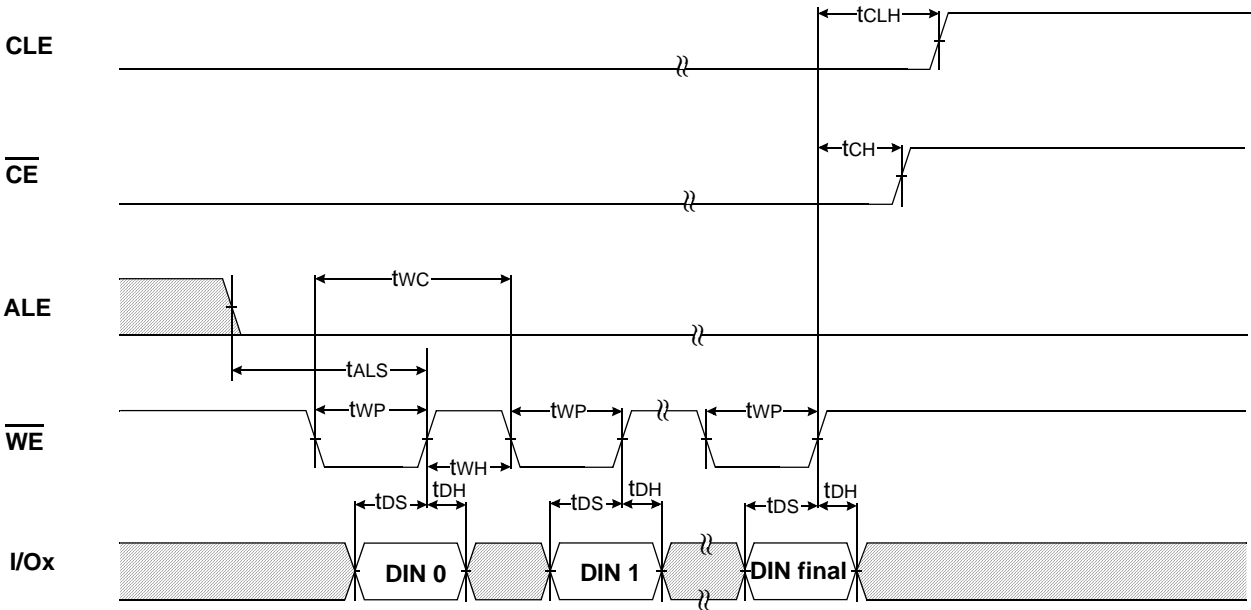 CLE
tCLH
CE
tCH
ALE
tWC
tALS
WE
tWP
tWP
tWP
tWH
tDS
tDH
tDS
tDH
tDS
tDH
I/Ox
DIN 0
DIN 1
DIN final